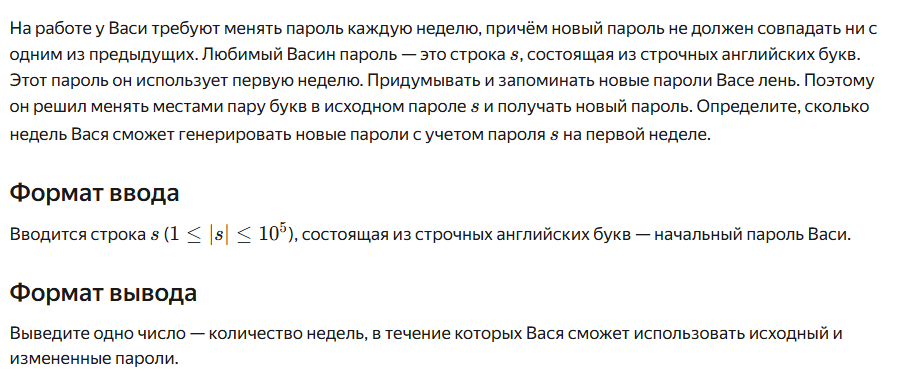 На работе у Васи требуют менять пароль каждую неделю, причём новый пароль не должен совпадать ни с
одним из предыдущих. Любимый Васин пароль — это строка s, состоящая из строчных английских букв.
Этот пароль он использует первую неделю. Придумывать и запоминать новые пароли Васе лень. Поэтому
он решил менять местами пару букв в исходном пароле s и получать новый пароль. Определите, сколько
недель Вася сможет генерировать новые пароли с учетом пароля s на первой неделе.
Формат ввода
Вводится строка s (1 ≤ |s| ≤ 10⁵), состоящая из строчных английских букв — начальный пароль Васи.
Формат вывода
Выведите одно число — количество недель, в течение которых Вася сможет использовать исходный и
измененные пароли.